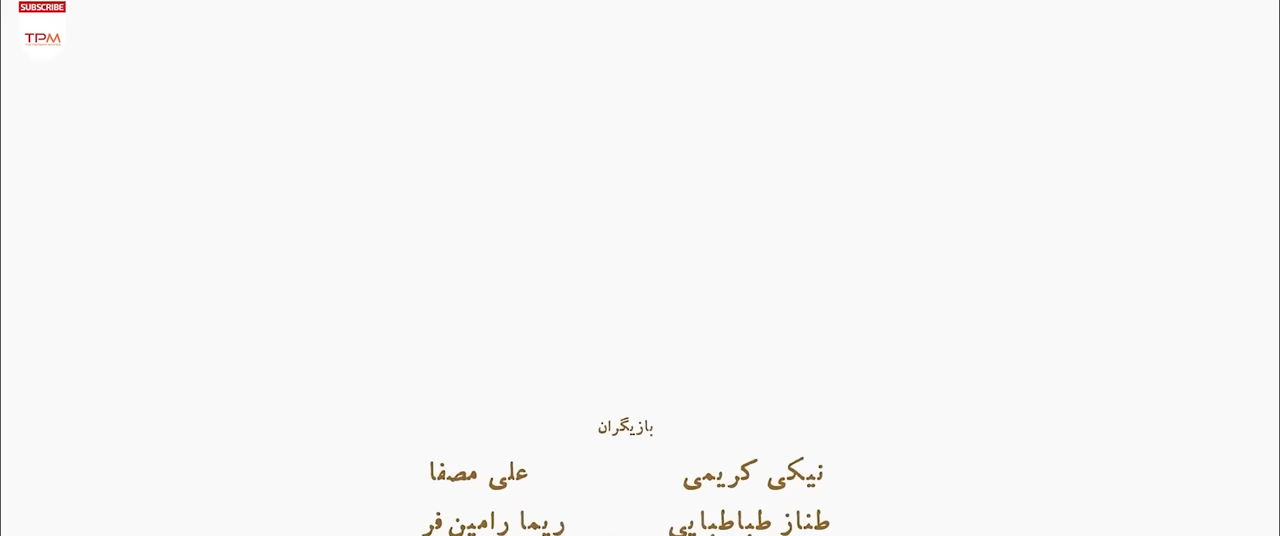 SUBSCRIBE
TPM
بازیگران
نیکی کریمی علی مصفا
طناز طباطبایی ریما رامین فر